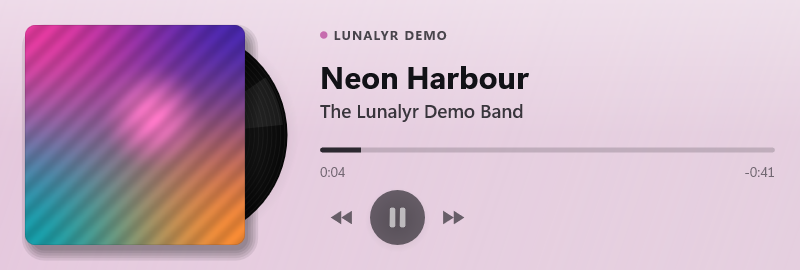 LUNALYR DEMO
Neon Harbour
The Lunalyr Demo Band
0:04
-0:41